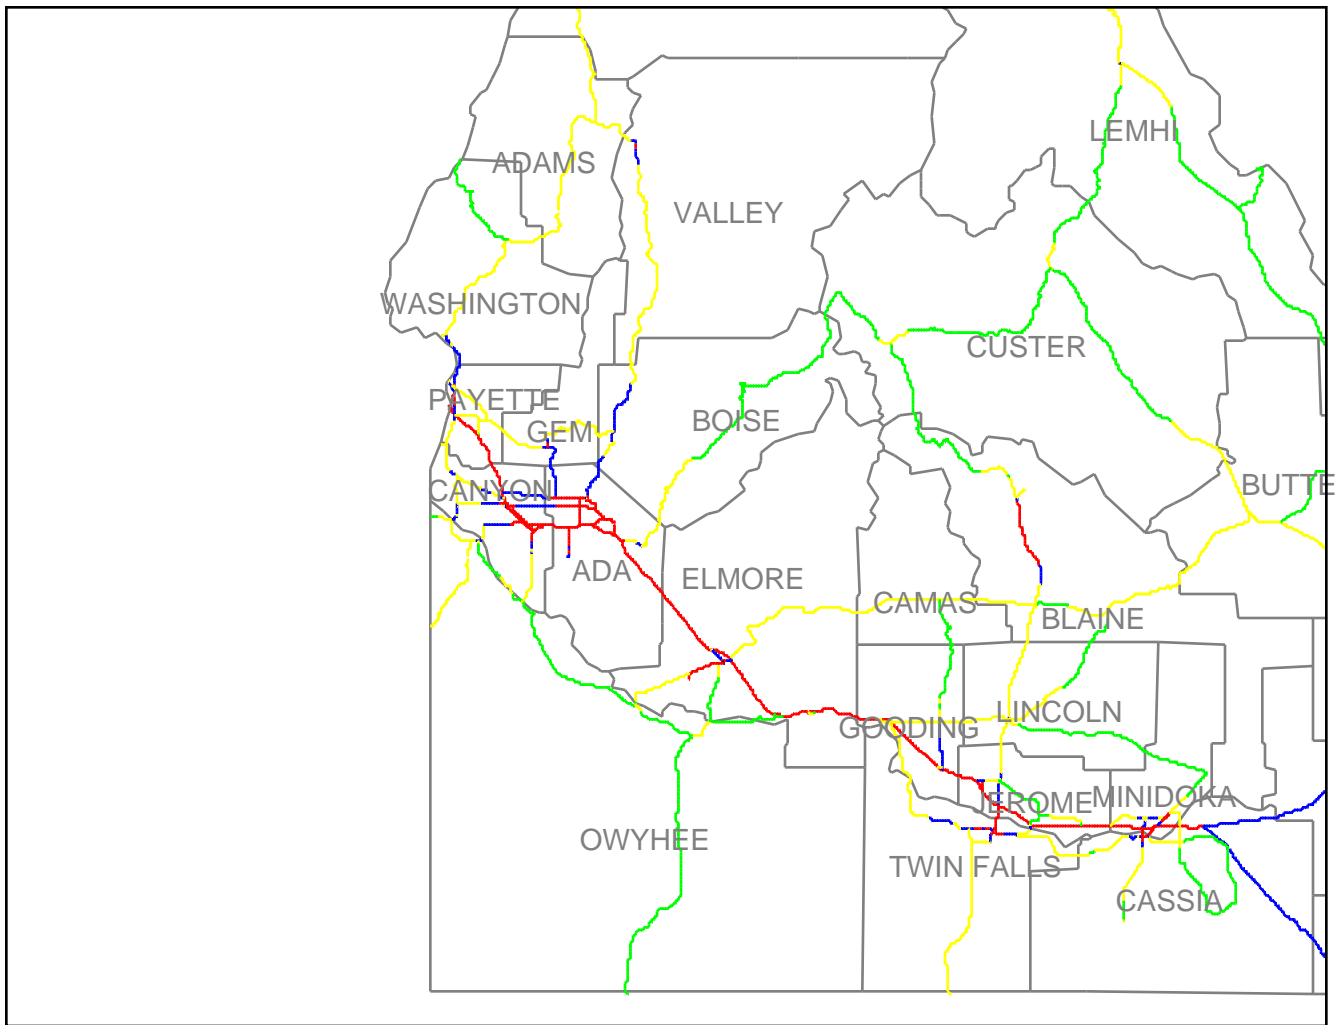 LEMHI
ADAMS
VALLEY
WASHINGTON
CUSTER
PAYETTE
BOISE
GEM
CANYON
BUTTE
ADA
ELMORE
CAMAS
BLAINE
LINCOLN
GOODING
JEROME
MINIDOKA
OWYHEE
TWIN FALLS
CASSIA